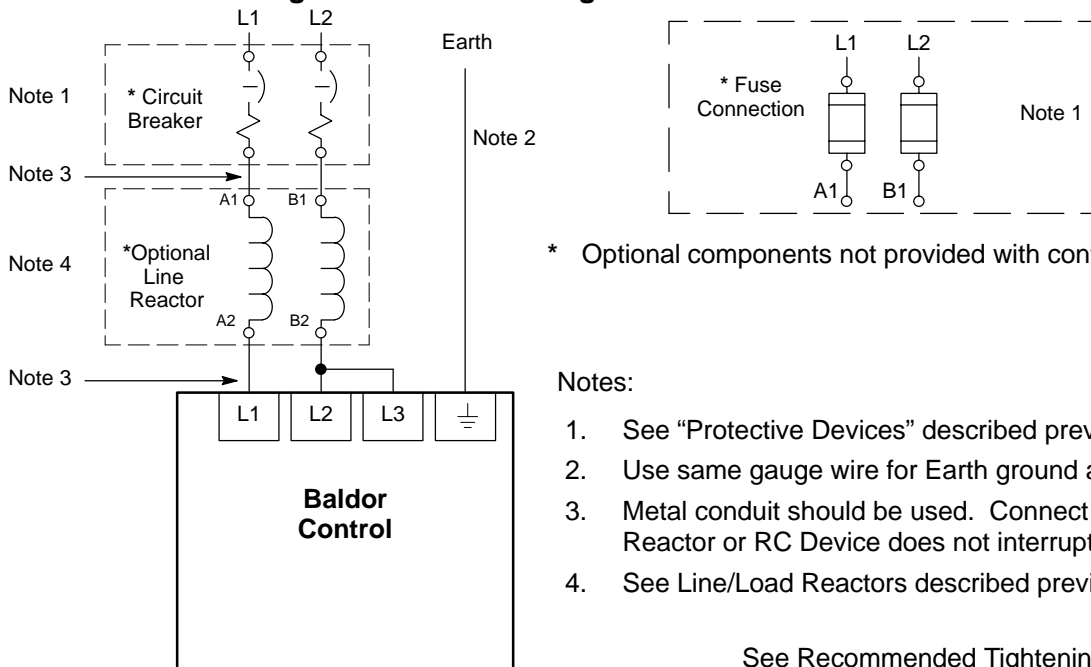 L1 L2
Earth
Note 1
* Circuit
Breaker
Note 2
Note 3
A1 B1
Note 4
*Optional
Line
Reactor
A2 B2
Note 3
L1 L2 L3
Baldor
Control
L1 L2
* Fuse
Connection
Note 1
A1 B1
* Optional components not provided with
Notes:
1. See “Protective Devices” described
2. Use same gauge wire for Earth ground
3. Metal conduit should be used. Connect
Reactor or RC Device does not interrupt
4. See Line/Load Reactors described
See Recommended